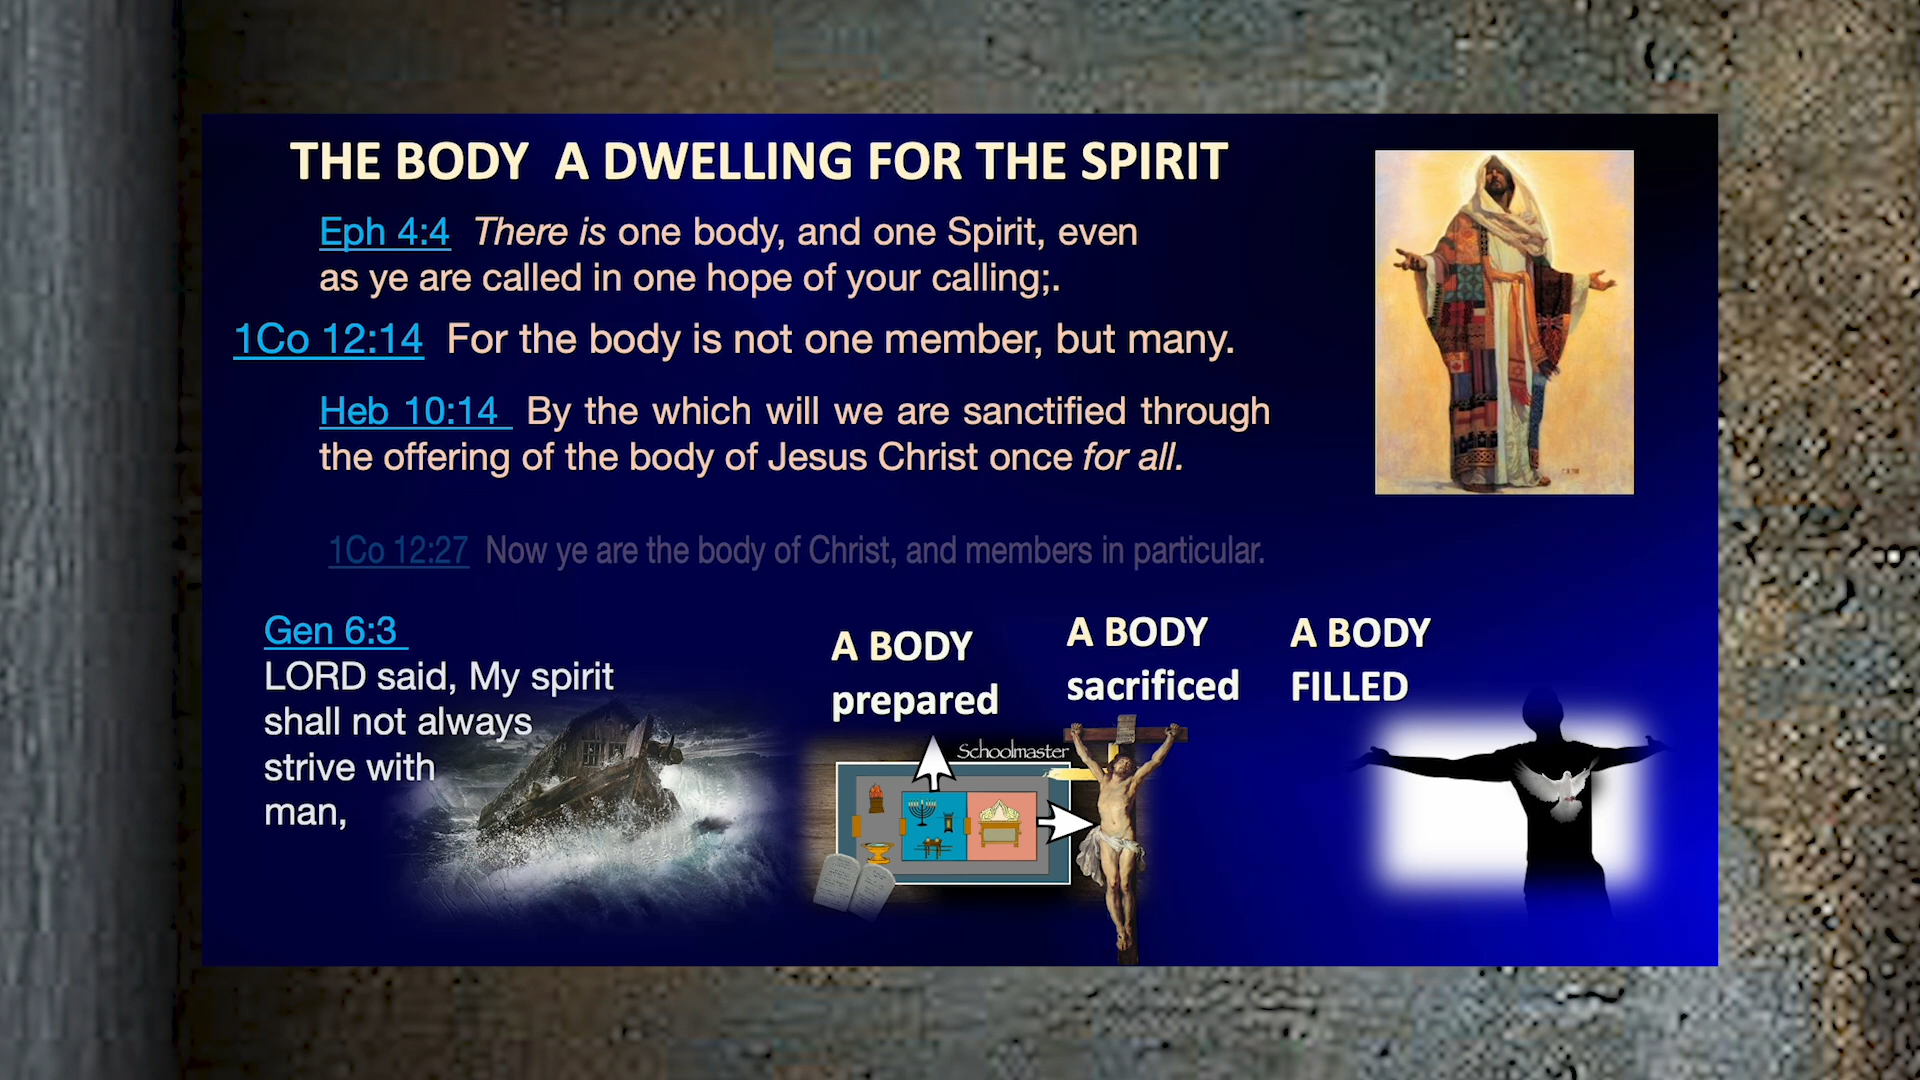 THE BODY A DWELLING FOR THE SPIRIT
Eph 4:4 There is one body, and one Spirit, even
as ye are called in one hope of your calling;.
1Co 12:14 For the body is not one member, but many.
Heb 10:14 By the which will we are sanctified through
the offering of the body of Jesus Christ once for all.
1Co 12:27 Now ye are the body of Christ, and members in particular.
Gen 6:3
LORD said, My spirit
shall not always
strive with
man,
A BODY
prepared
Schoolmaster
A BODY
sacrificed
A BODY
FILLED